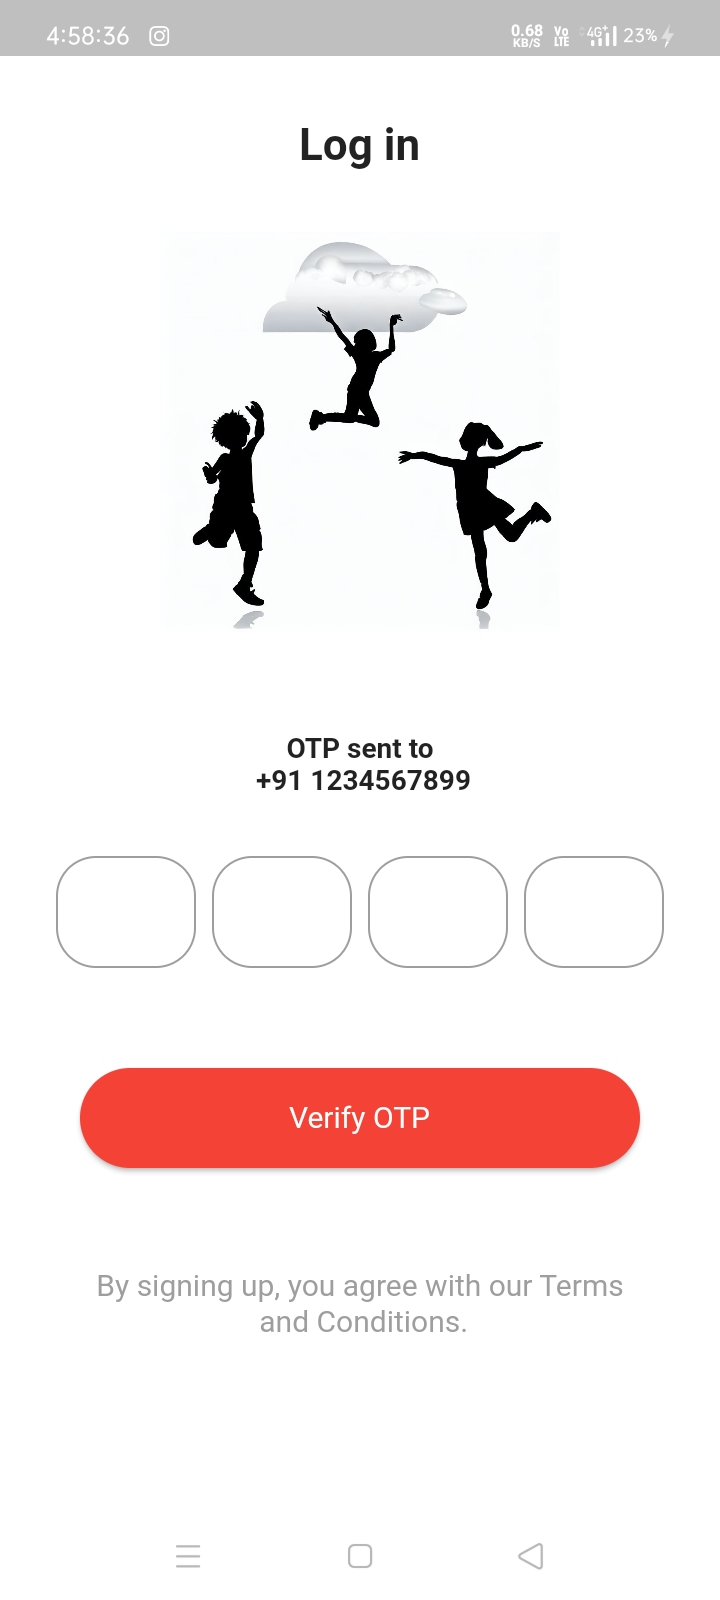 4:58:36
0.68 KB/S Vo LTE 4G+ 23%
Log in
OTP sent to
+91 1234567899
Verify OTP
By signing up, you agree with our Terms
and Conditions.